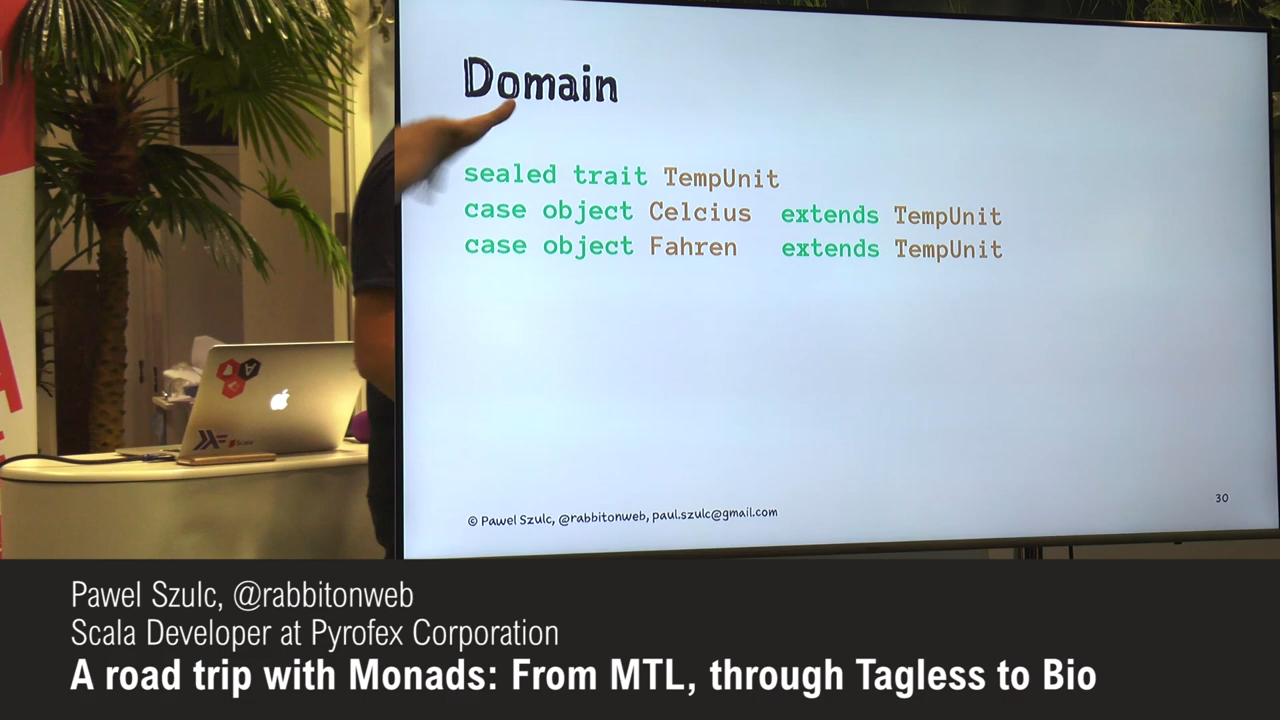 Domain
sealed trait TempUnit
case object Celcius extends TempUnit
case object Fahren extends TempUnit
30
© Pawel Szulc, @rabbitonweb, paul.szulc@gmail.com
Scala
Pawel Szulc, @rabbitonweb
Scala Developer at Pyrofex Corporation
A road trip with Monads: From MTL, through Tagless to Bio